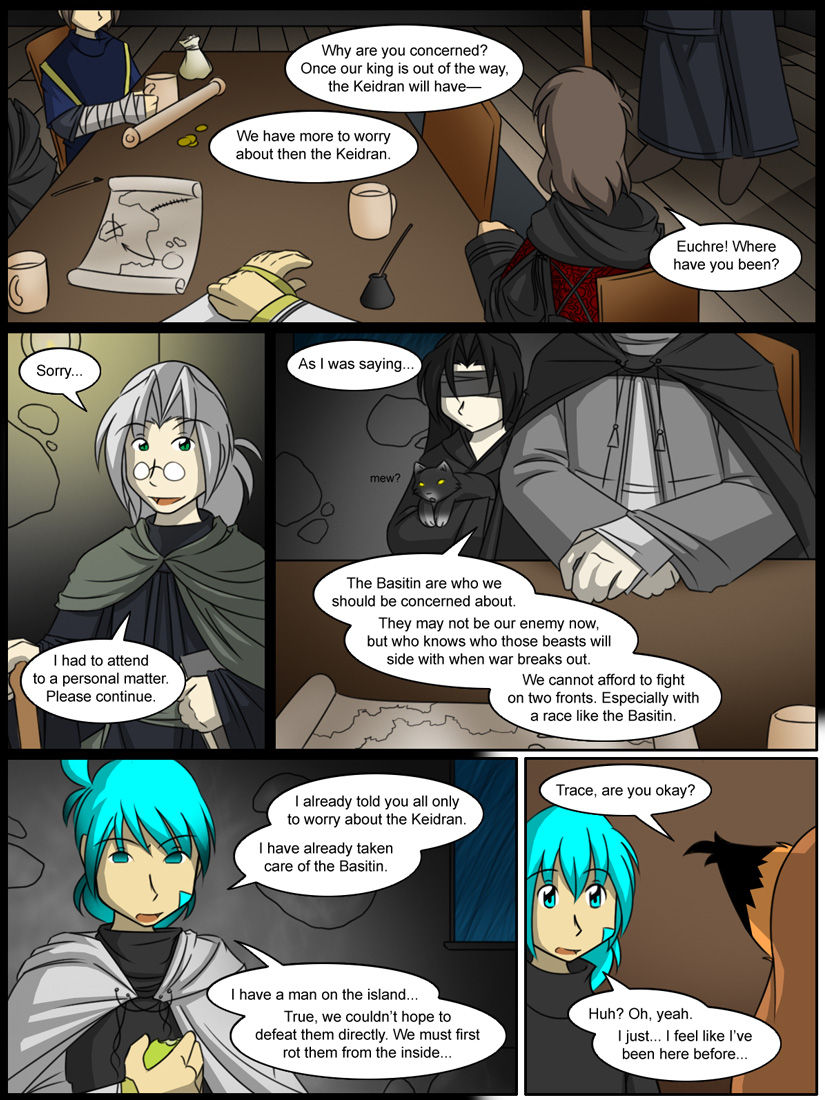 Why are you concerned?
Once our king is out of the way,
the Keidran will have—
We have more to worry
about then the Keidran.
Euchre! Where
have you been?
Sorry...
I had to attend
to a personal matter.
Please continue.
As I was saying...
mew?
The Basitin are who we
should be concerned about.
They may not be our enemy now,
but who knows who those beasts will
side with when war breaks out.
We cannot afford to fight
on two fronts. Especially with
a race like the Basitin.
I already told you all only
to worry about the Keidran.
I have already taken
care of the Basitin.
I have a man on the island...
True, we couldn't hope to
defeat them directly. We must first
rot them from the inside...
Trace, are you okay?
Huh? Oh, yeah.
I just... I feel like I've
been here before...